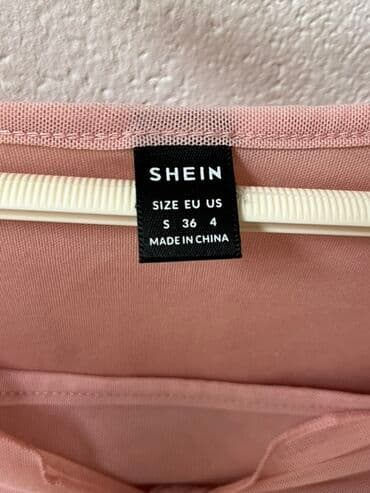 SHEIN
SIZE EU US
S 36 4
MADE IN CHINA